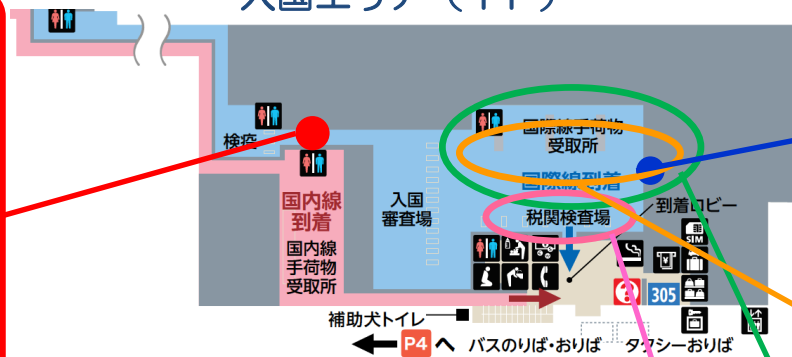 入国エリア（1F）
検疫
国際線手荷物
受取所
国際線到着
国内線
到着
国内線
手荷物
受取所
入国
審査場
税関検査場
到着ロビー
SIM
305
補助犬トイレ
P4 へ
バスのりば・おりば
タクシーおりば